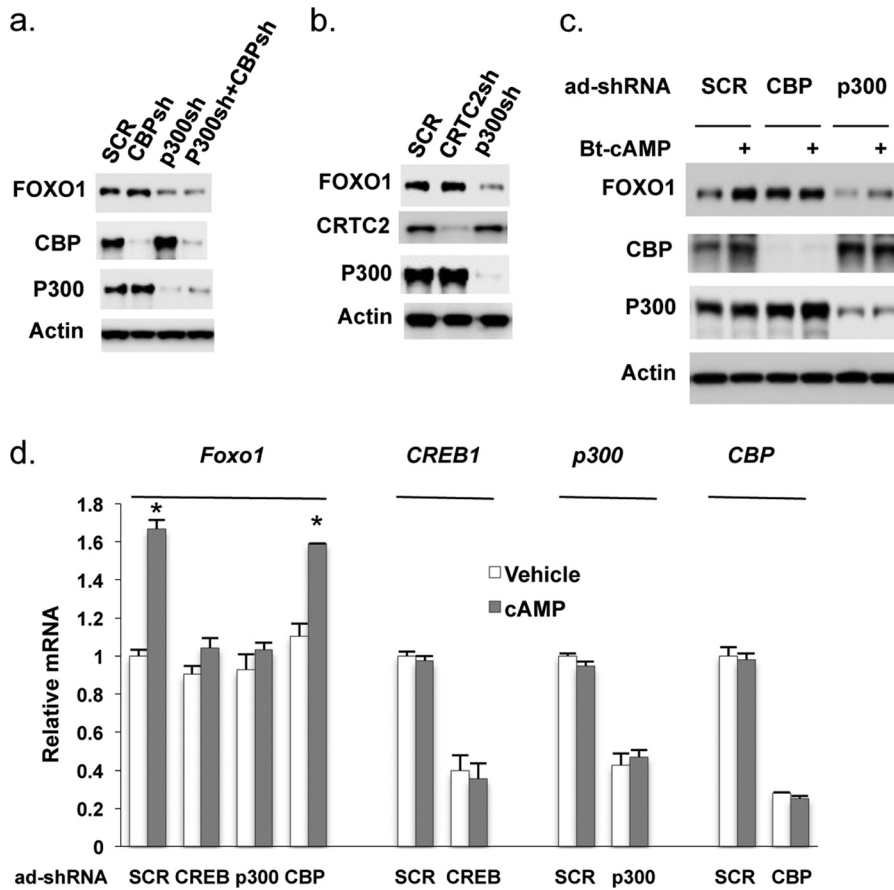 a.
SCR CBPsh p300sh P300sh+CBPsh
FOXO1
CBP
P300
Actin
b.
SCR CRTC2sh p300sh
FOXO1
CRTC2
P300
Actin
c.
ad-shRNA SCR CBP p300
Bt-cAMP + + +
FOXO1
CBP
P300
Actin
d.
Foxo1 CREB1 p300 CBP
Relative mRNA
1.8
1.6
1.4
1.2
1
0.8
0.6
0.4
0.2
0
* *
Vehicle
cAMP
ad-shRNA SCR CREB p300 CBP SCR CREB SCR p300 SCR CBP